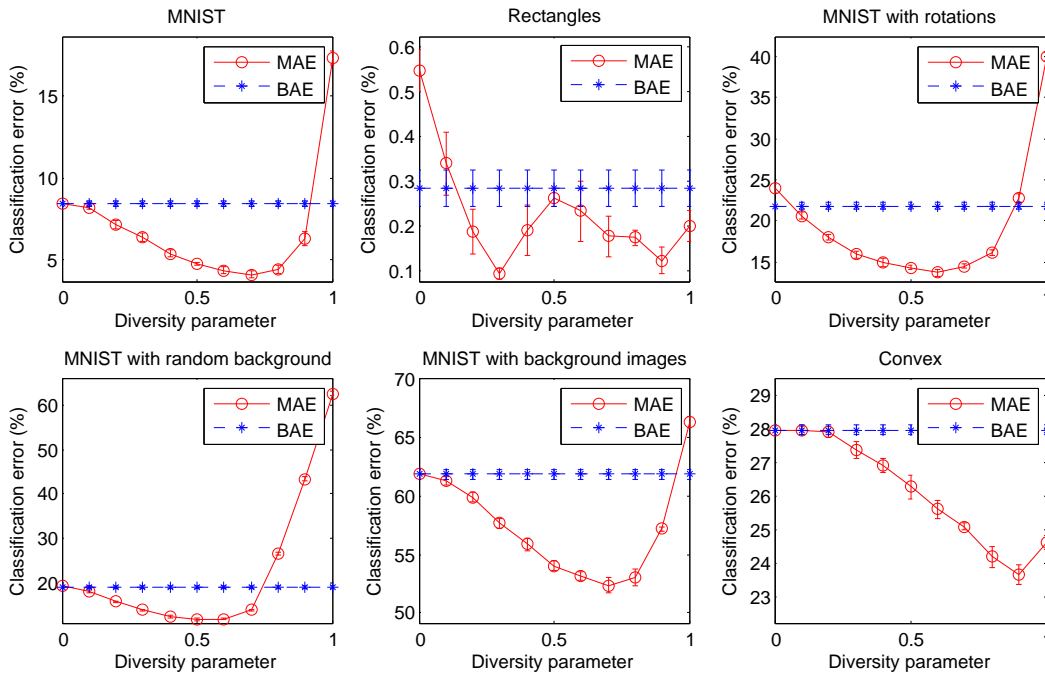 MNIST
Classification error (%)
15
10
5
0
0.5
1
Diversity parameter
MAE
BAE
Rectangles
Classification error (%)
0.6
0.5
0.4
0.3
0.2
0.1
0
0.5
1
Diversity parameter
MAE
BAE
MNIST with rotations
Classification error (%)
40
35
30
25
20
15
0
0.5
1
Diversity parameter
MAE
BAE
MNIST with random background
Classification error (%)
60
50
40
30
20
0
0.5
1
Diversity parameter
MAE
BAE
MNIST with background images
Classification error (%)
70
65
60
55
50
0
0.5
1
Diversity parameter
MAE
BAE
Convex
Classification error (%)
29
28
27
26
25
24
23
0
0.5
1
Diversity parameter
MAE
BAE